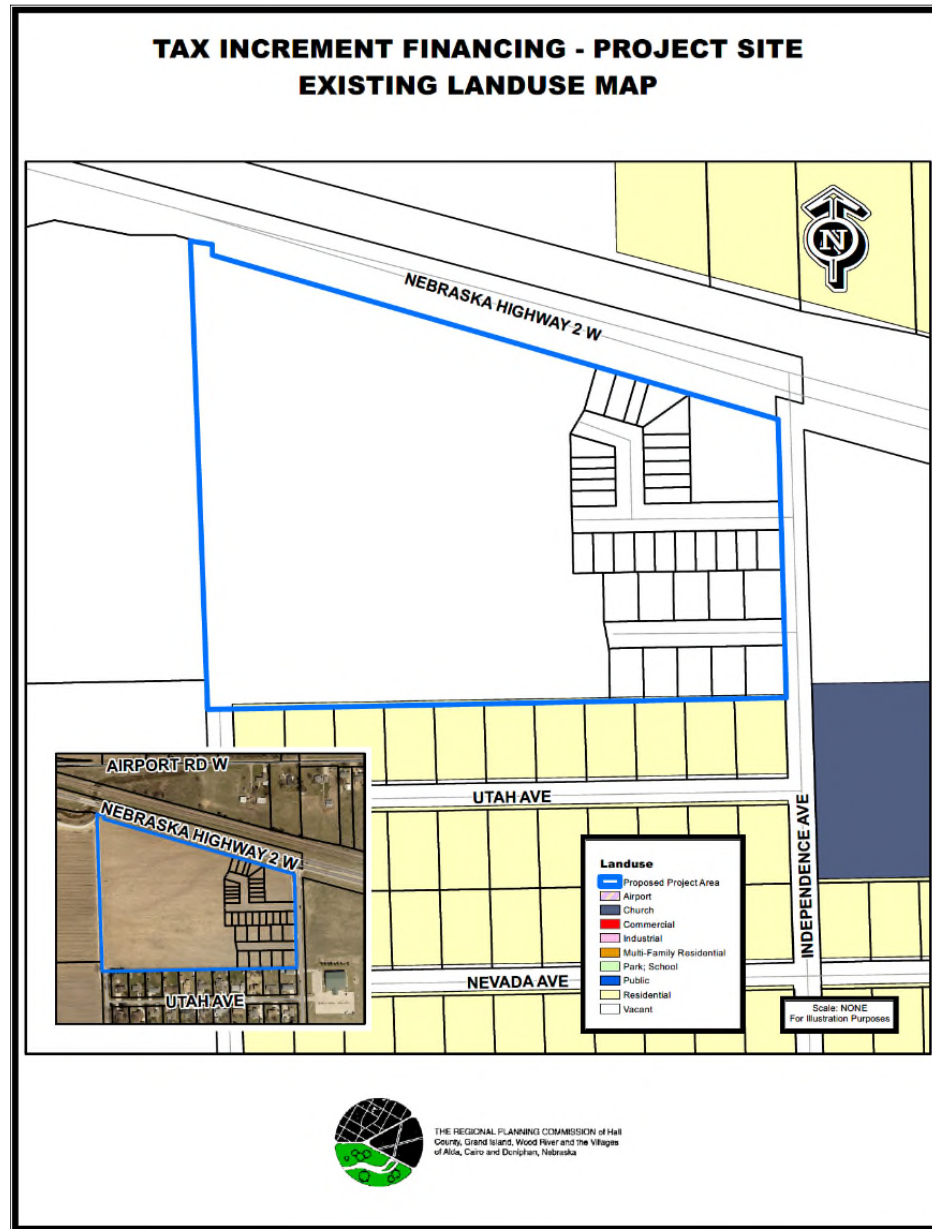 TAX INCREMENT FINANCING - PROJECT SITE
EXISTING LANDUSE MAP
N
NEBRASKA HIGHWAY 2 W
UTAH AVE
INDEPENDENCE AVE
NEVADA AVE
AIRPORT RD W
NEBRASKA HIGHWAY 2 W
UTAH AVE
Landuse
Proposed Project Area
Airport
Church
Commercial
Industrial
Multi-Family Residential
Park; School
Public
Residential
Vacant
Scale: NONE
For Illustration Purposes
THE REGIONAL PLANNING COMMISSION of Hall
County, Grand Island, Wood River and the Villages
of Alda, Cairo and Doniphan, Nebraska